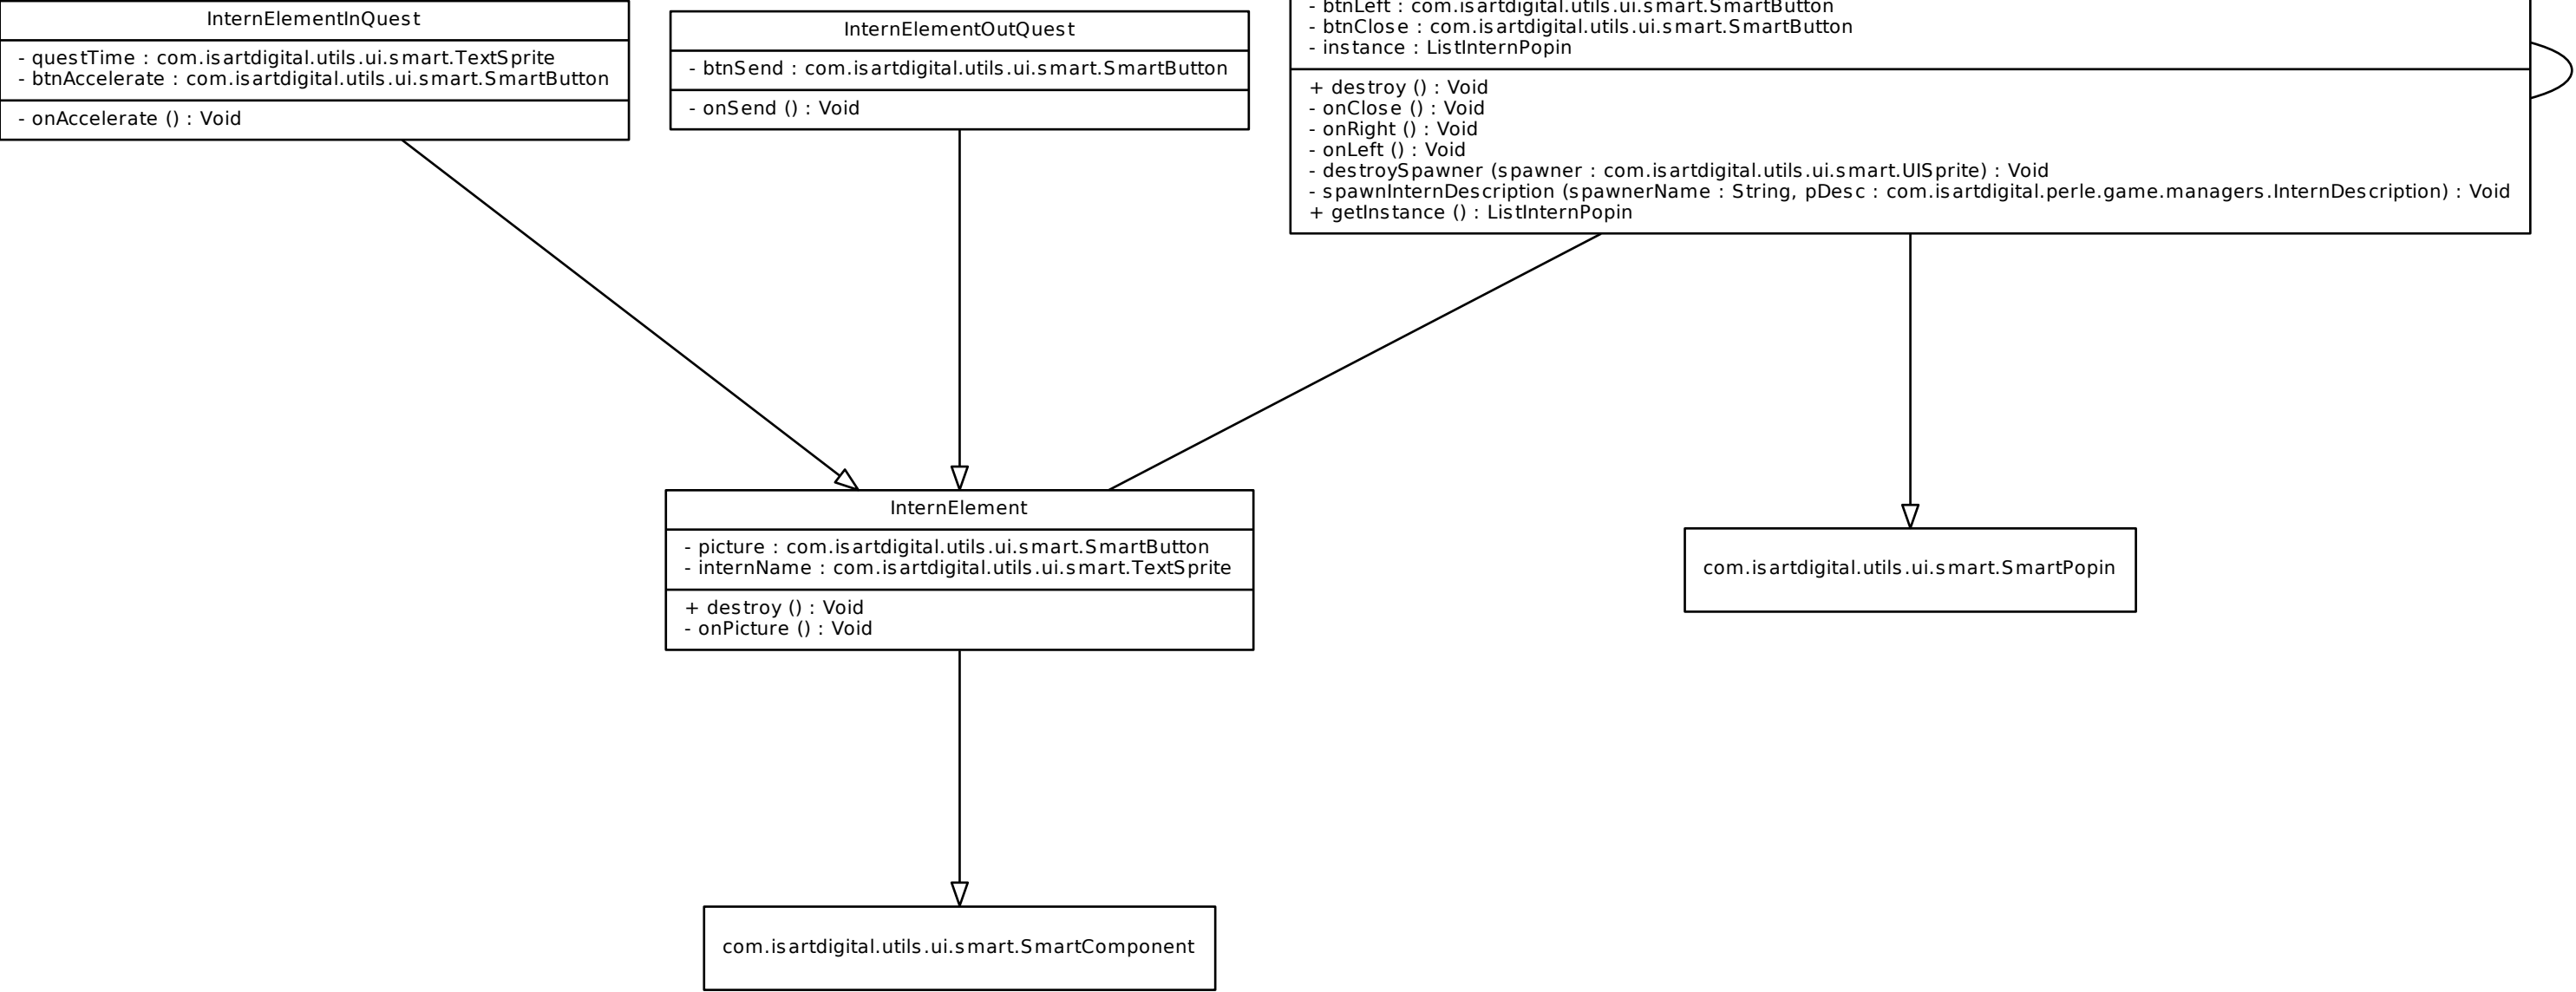 InternElementInQuest
- questTime : com.isartdigital.utils.ui.smart.TextSprite
- btnAccelerate : com.isartdigital.utils.ui.smart.SmartButton
- onAccelerate () : Void
InternElementOutQuest
- btnSend : com.isartdigital.utils.ui.smart.SmartButton
- onSend () : Void
- btnLeft : com.isartdigital.utils.ui.smart.SmartButton
- btnClose : com.isartdigital.utils.ui.smart.SmartButton
- instance : ListInternPopin
+ destroy () : Void
- onClose () : Void
- onRight () : Void
- onLeft () : Void
- destroySpawner (spawner : com.isartdigital.utils.ui.smart.UISprite) : Void
- spawnInternDescription (spawnerName : String, pDesc : com.isartdigital.perle.game.managers.InternDescription) : Void
+ getInstance () : ListInternPopin
InternElement
- picture : com.isartdigital.utils.ui.smart.SmartButton
- internName : com.isartdigital.utils.ui.smart.TextSprite
+ destroy () : Void
- onPicture () : Void
com.isartdigital.utils.ui.smart.SmartPopin
com.isartdigital.utils.ui.smart.SmartComponent